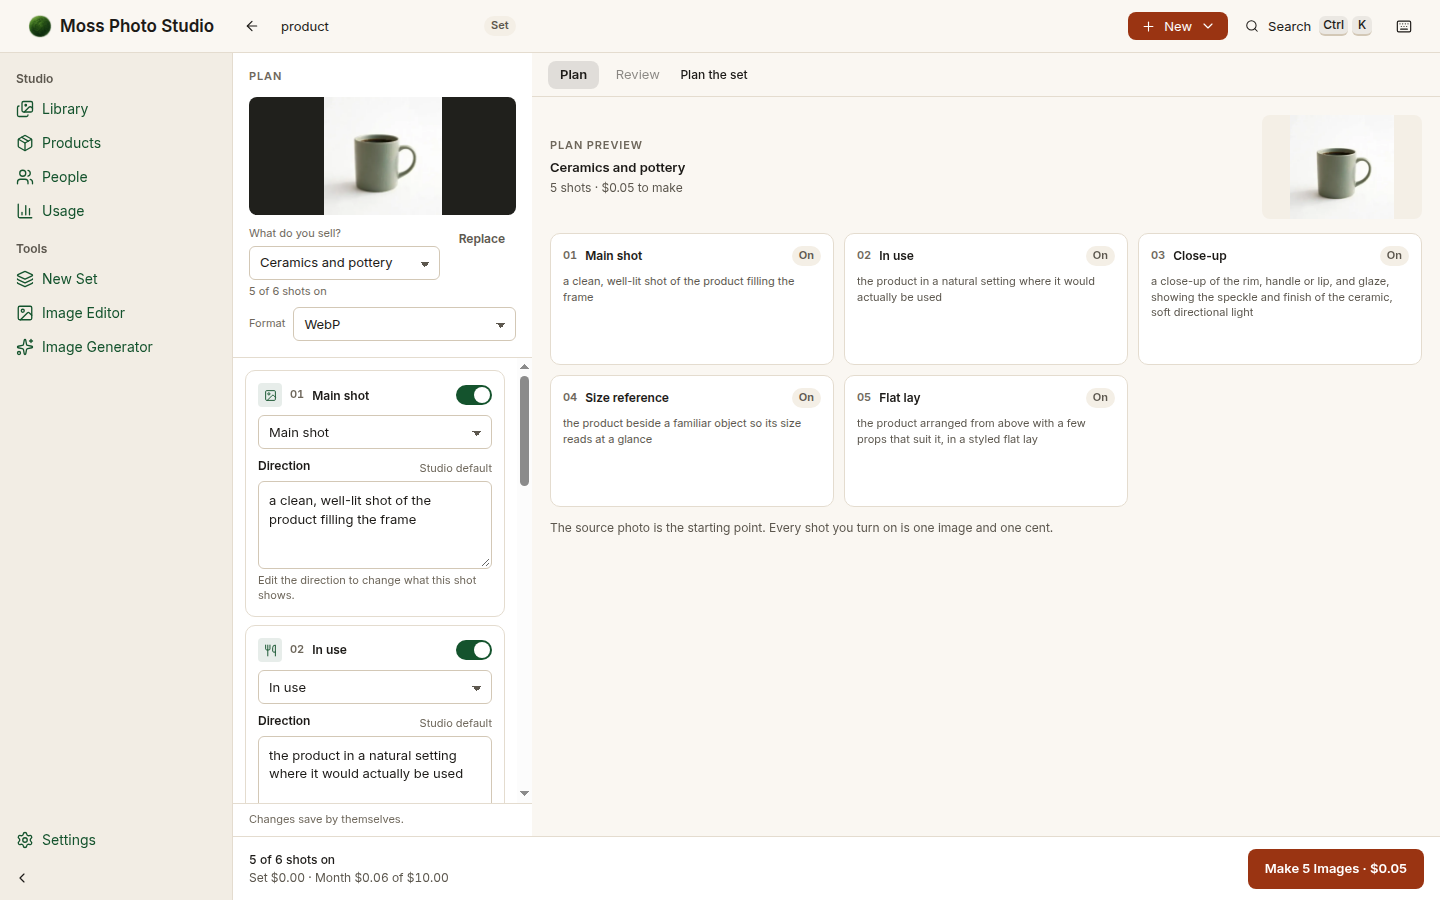 Moss Photo Studio
product
Set
New
Search
Ctrl
K
Studio
Library
Products
People
Usage
Tools
New Set
Image Editor
Image Generator
Settings
PLAN
What do you sell?
Replace
Ceramics and pottery
5 of 6 shots on
Format
WebP
01 Main shot
Main shot
Direction
Studio default
a clean, well-lit shot of the
product filling the frame
Edit the direction to change what this shot
shows.
02 In use
In use
Direction
Studio default
the product in a natural setting
where it would actually be used
Changes save by themselves.
Plan
Review
Plan the set
PLAN PREVIEW
Ceramics and pottery
5 shots · $0.05 to make
01 Main shot
On
a clean, well-lit shot of the product filling the
frame
02 In use
On
the product in a natural setting where it would
actually be used
03 Close-up
On
a close-up of the rim, handle or lip, and glaze,
showing the speckle and finish of the ceramic,
soft directional light
04 Size reference
On
the product beside a familiar object so its size
reads at a glance
05 Flat lay
On
the product arranged from above with a few
props that suit it, in a styled flat lay
The source photo is the starting point. Every shot you turn on is one image and one cent.
5 of 6 shots on
Set $0.00 · Month $0.06 of $10.00
Make 5 Images · $0.05